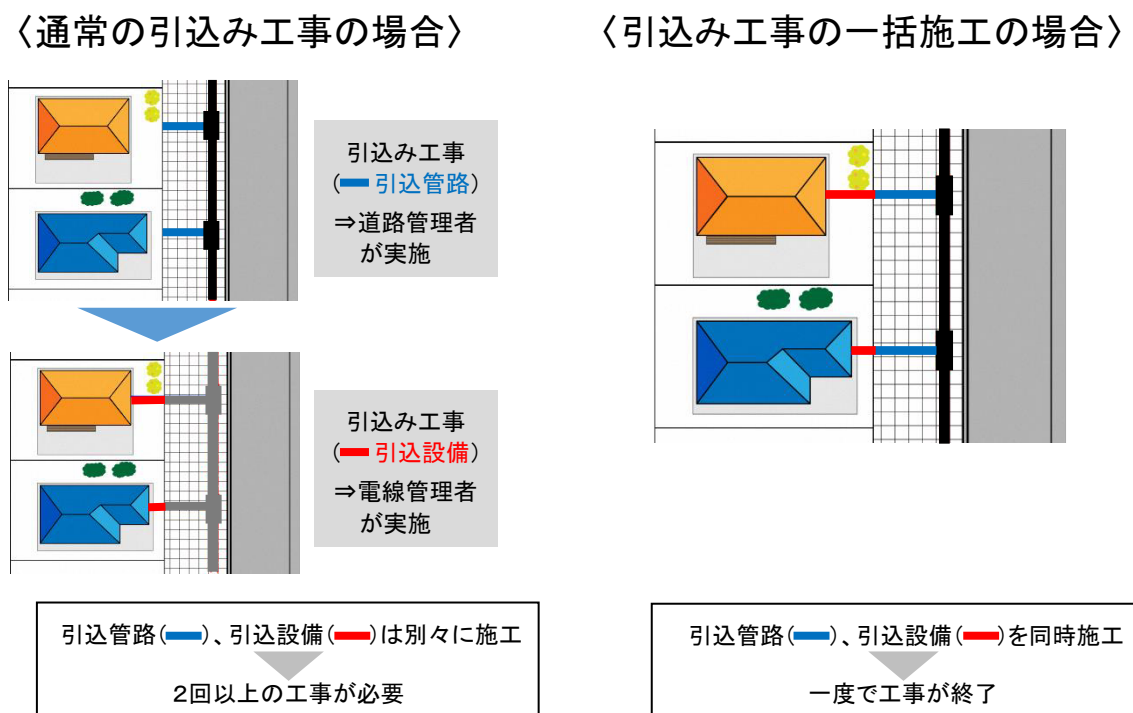 〈通常の引込み工事の場合〉
引込み工事
(━引込管路)
⇒道路管理者
が実施
引込み工事
(━引込設備)
⇒電線管理者
が実施
引込管路(━)、引込設備(━)は別々に施工
2回以上の工事が必要
〈引込み工事の一括施工の場合〉
引込管路(━)、引込設備(━)を同時施工
一度で工事が終了